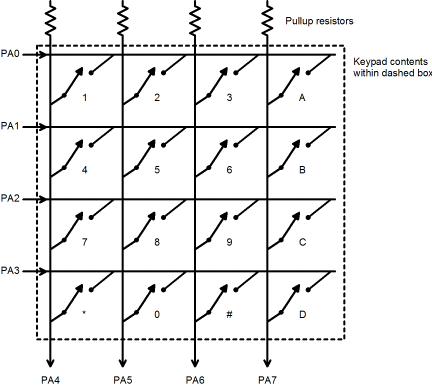 Pullup resistors
PA0
Keypad contents
within dashed box
1 2 3 A
PA1
4 5 6 B
PA2
7 8 9 C
PA3
* 0 # D
PA4 PA5 PA6 PA7